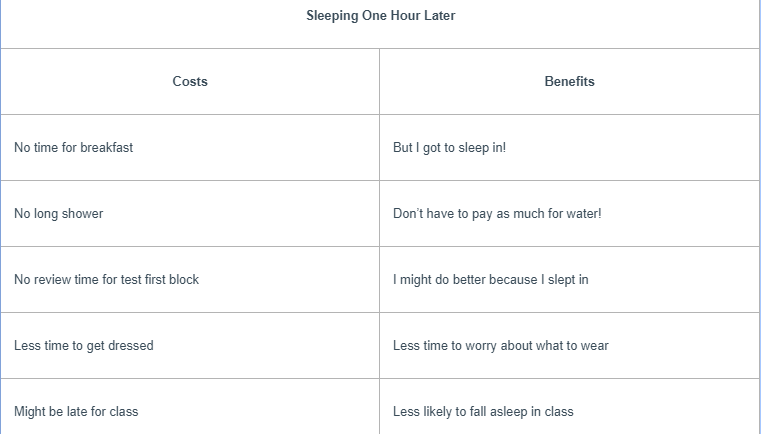 Sleeping One Hour Later
Costs
Benefits
No time for breakfast
But I got to sleep in!
No long shower
Don’t have to pay as much for water!
No review time for test first block
I might do better because I slept in
Less time to get dressed
Less time to worry about what to wear
Might be late for class
Less likely to fall asleep in class